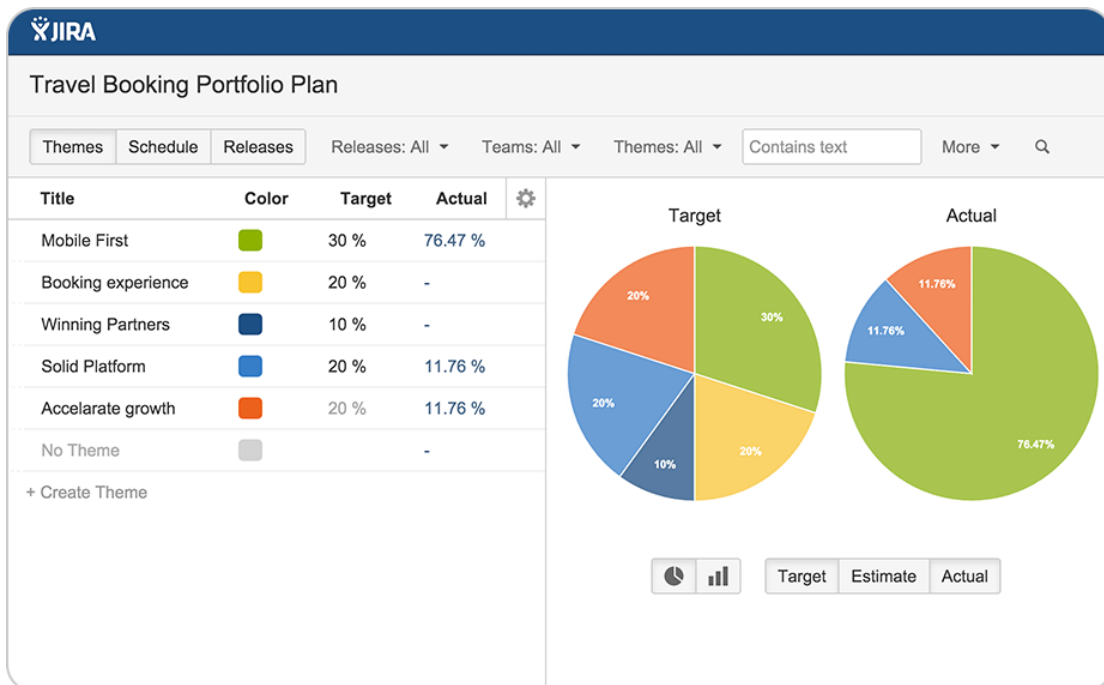 JIRA
Travel Booking Portfolio Plan
Themes Schedule Releases Releases: All Teams: All Themes: All Contains text More
Title Color Target Actual
Mobile First 30 % 76.47 %
Booking experience 20 % -
Winning Partners 10 % -
Solid Platform 20 % 11.76 %
Accelarate growth 20 % 11.76 %
No Theme -
+ Create Theme
Target Actual
20% 30% 20% 10% 20%
11.76% 11.76% 76.47%
Target Estimate Actual